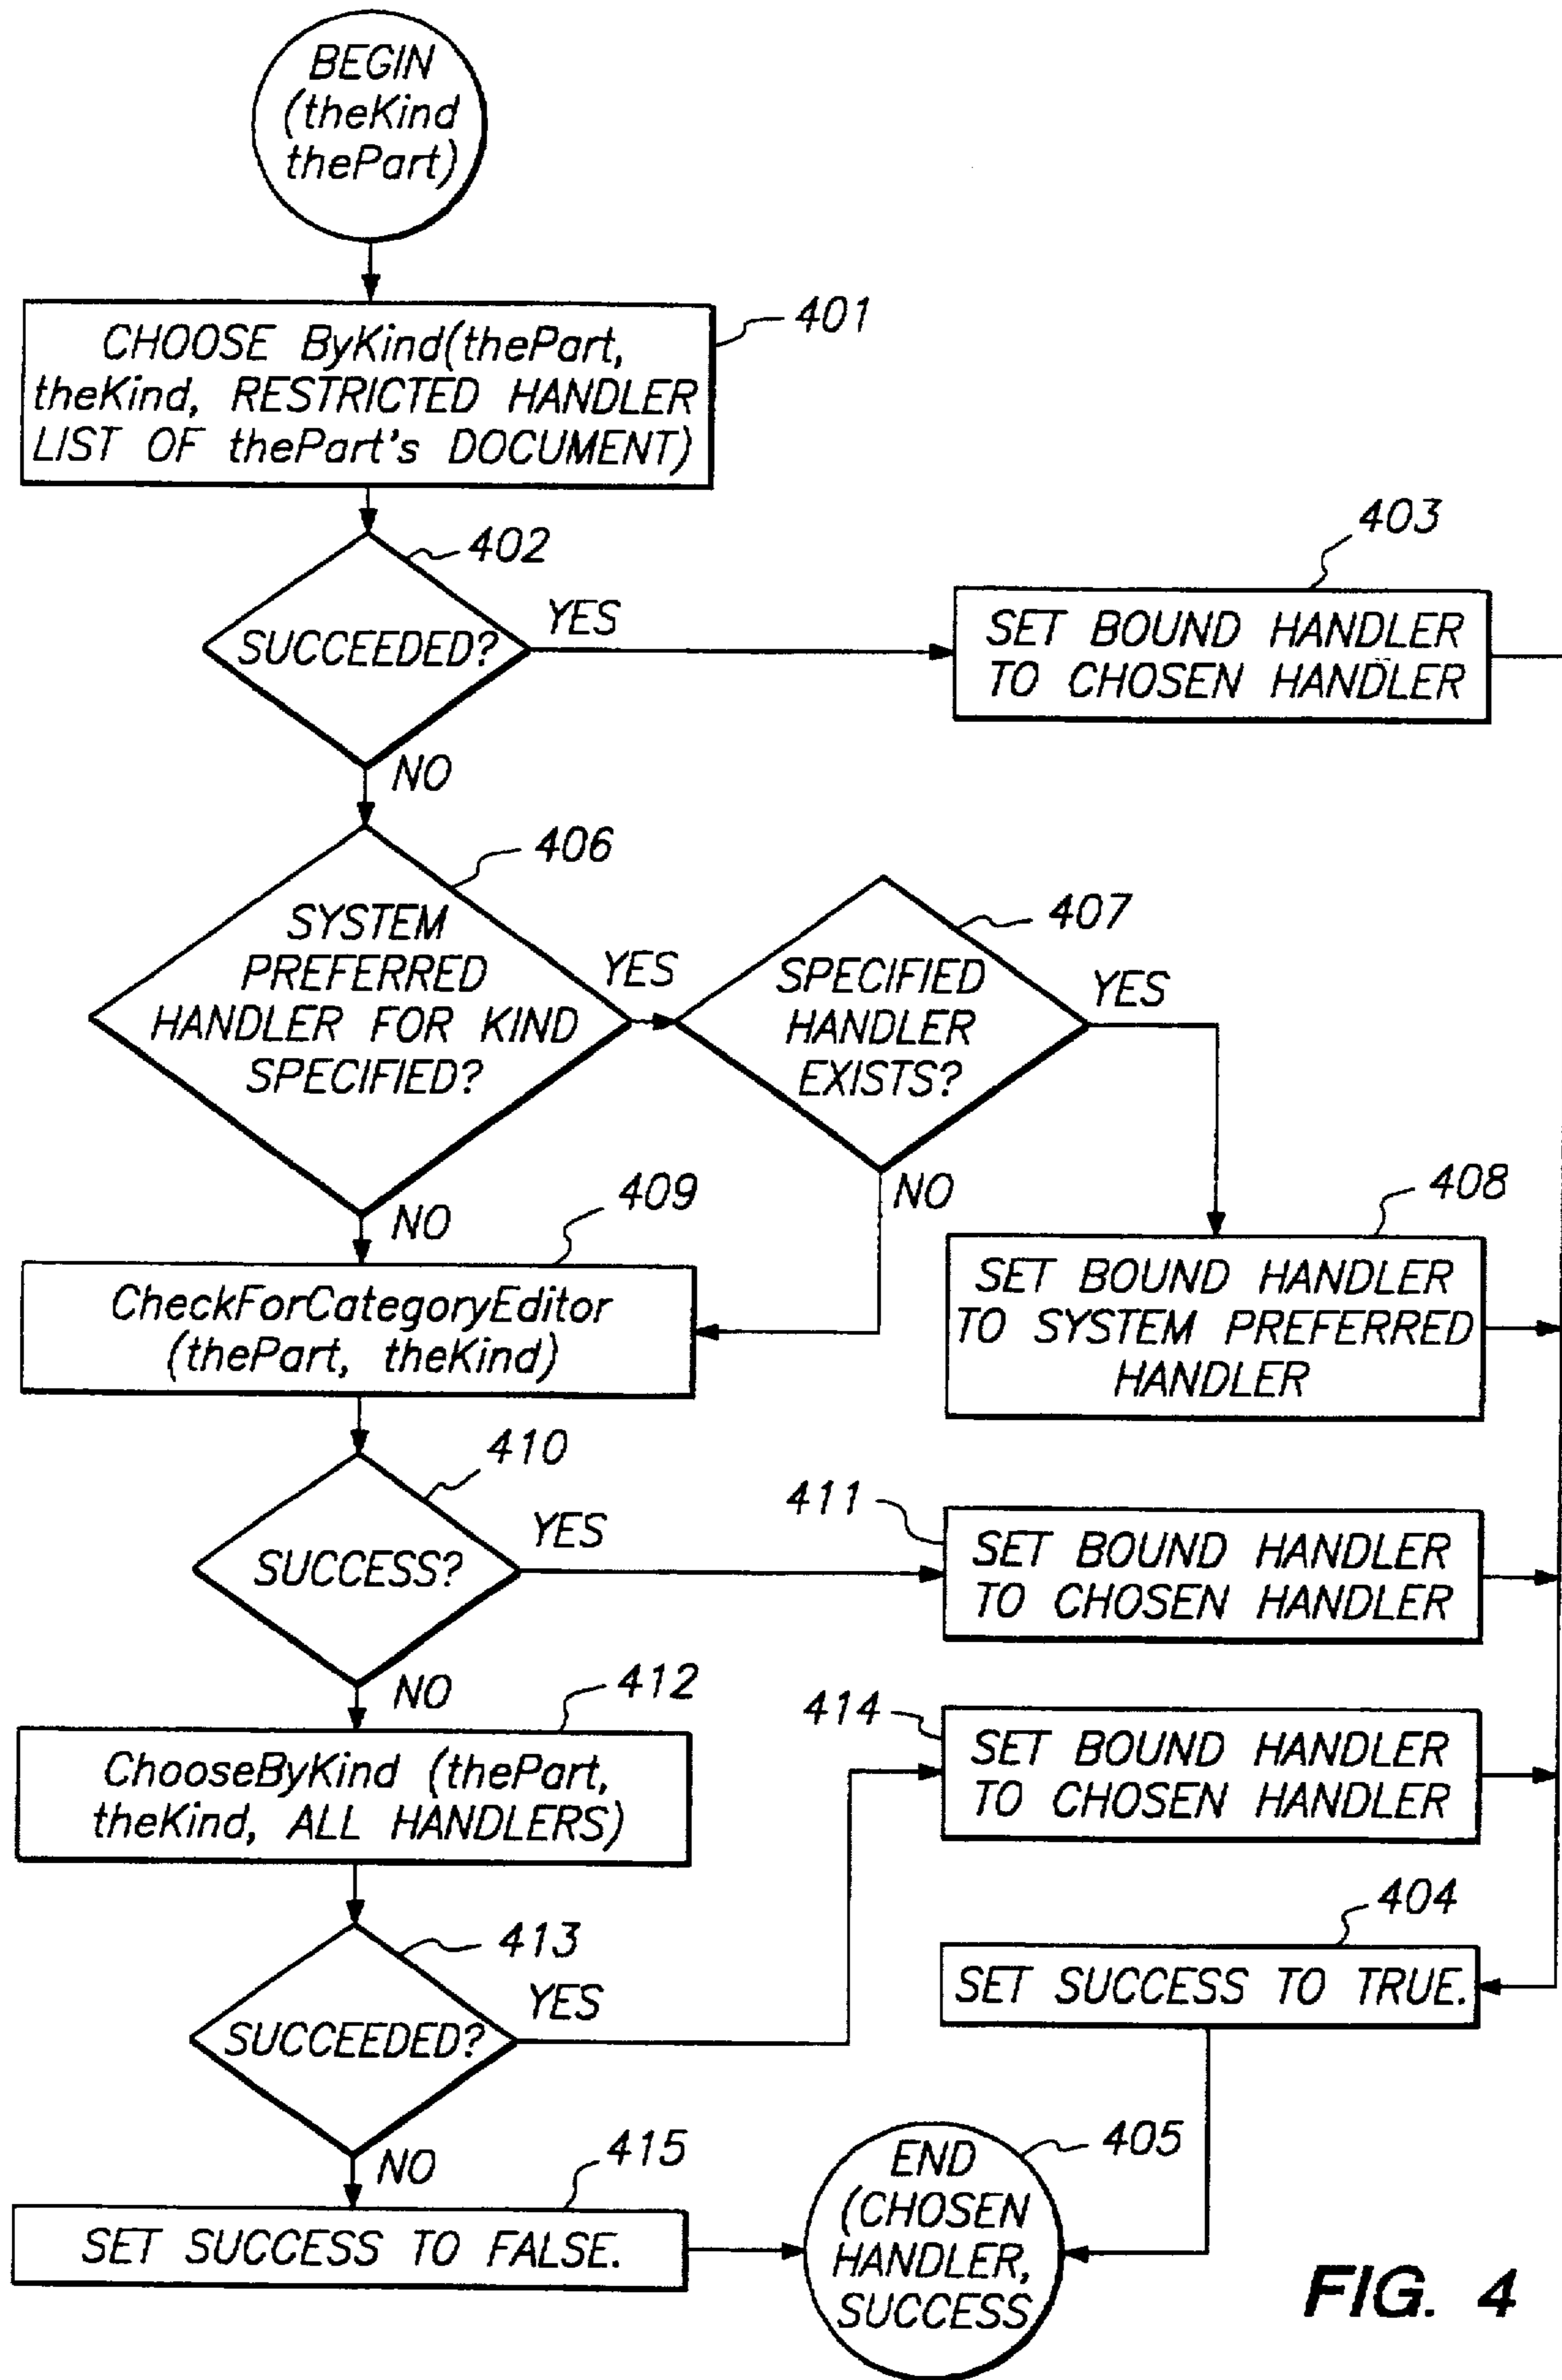 BEGIN
(theKind
thePart)
CHOOSE ByKind(thePart,
theKind, RESTRICTED HANDLER
LIST OF thePart's DOCUMENT)
401
402
SUCCEEDED?
YES
NO
403
SET BOUND HANDLER
TO CHOSEN HANDLER
406
SYSTEM
PREFERRED
HANDLER FOR KIND
SPECIFIED?
YES
NO
407
SPECIFIED
HANDLER
EXISTS?
YES
NO
408
SET BOUND HANDLER
TO SYSTEM PREFERRED
HANDLER
409
CheckForCategoryEditor
(thePart, theKind)
410
SUCCESS?
YES
NO
411
SET BOUND HANDLER
TO CHOSEN HANDLER
412
ChooseByKind (thePart,
theKind, ALL HANDLERS)
414
SET BOUND HANDLER
TO CHOSEN HANDLER
413
SUCCEEDED?
YES
NO
404
SET SUCCESS TO TRUE.
415
SET SUCCESS TO FALSE.
405
END
(CHOSEN
HANDLER,
SUCCESS
FIG. 4